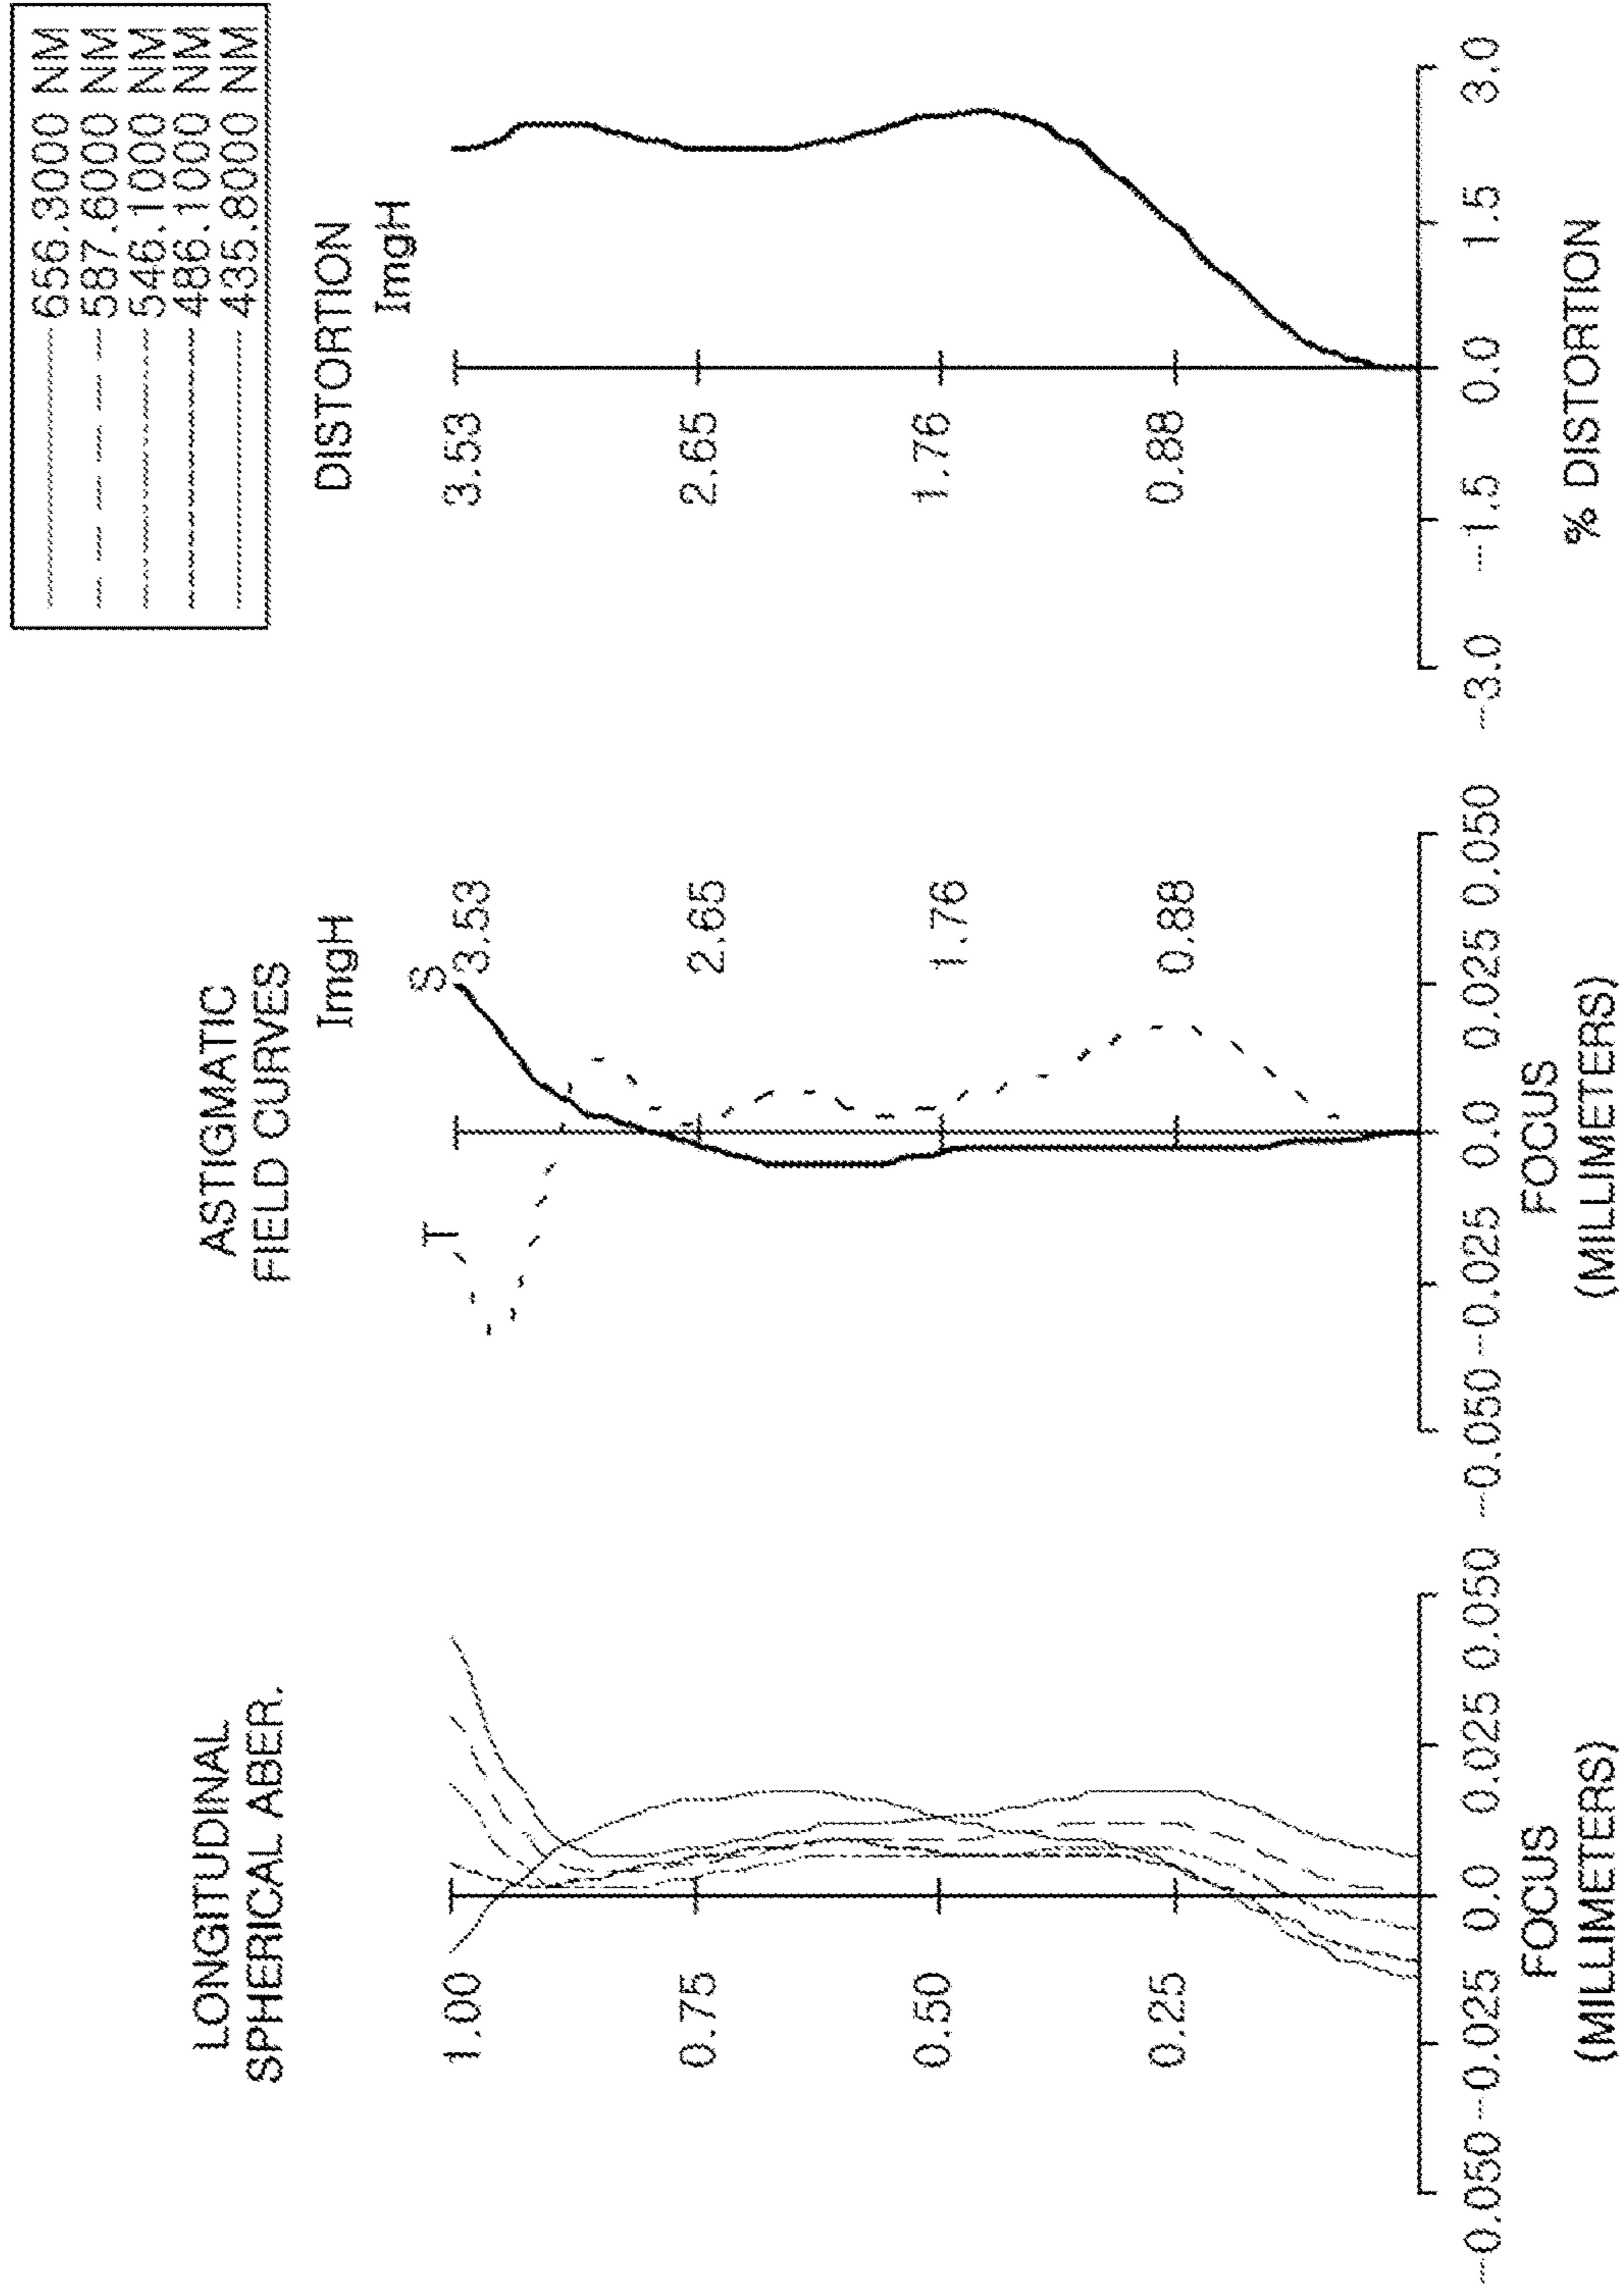 656.3000 NM
587.6000 NM
546.1000 NM
486.1000 NM
435.8000 NM
LONGITUDINAL
SPHERICAL ABER.
1.00
0.75
0.50
0.25
-0.050 -0.025 0.0 0.025 0.050
FOCUS
(MILLIMETERS)
ASTIGMATIC
FIELD CURVES
ImgH
T
S
3.53
2.65
1.76
0.88
-0.050 -0.025 0.0 0.025 0.050
FOCUS
(MILLIMETERS)
DISTORTION
ImgH
3.53
2.65
1.76
0.88
-3.0 -1.5 0.0 1.5 3.0
% DISTORTION